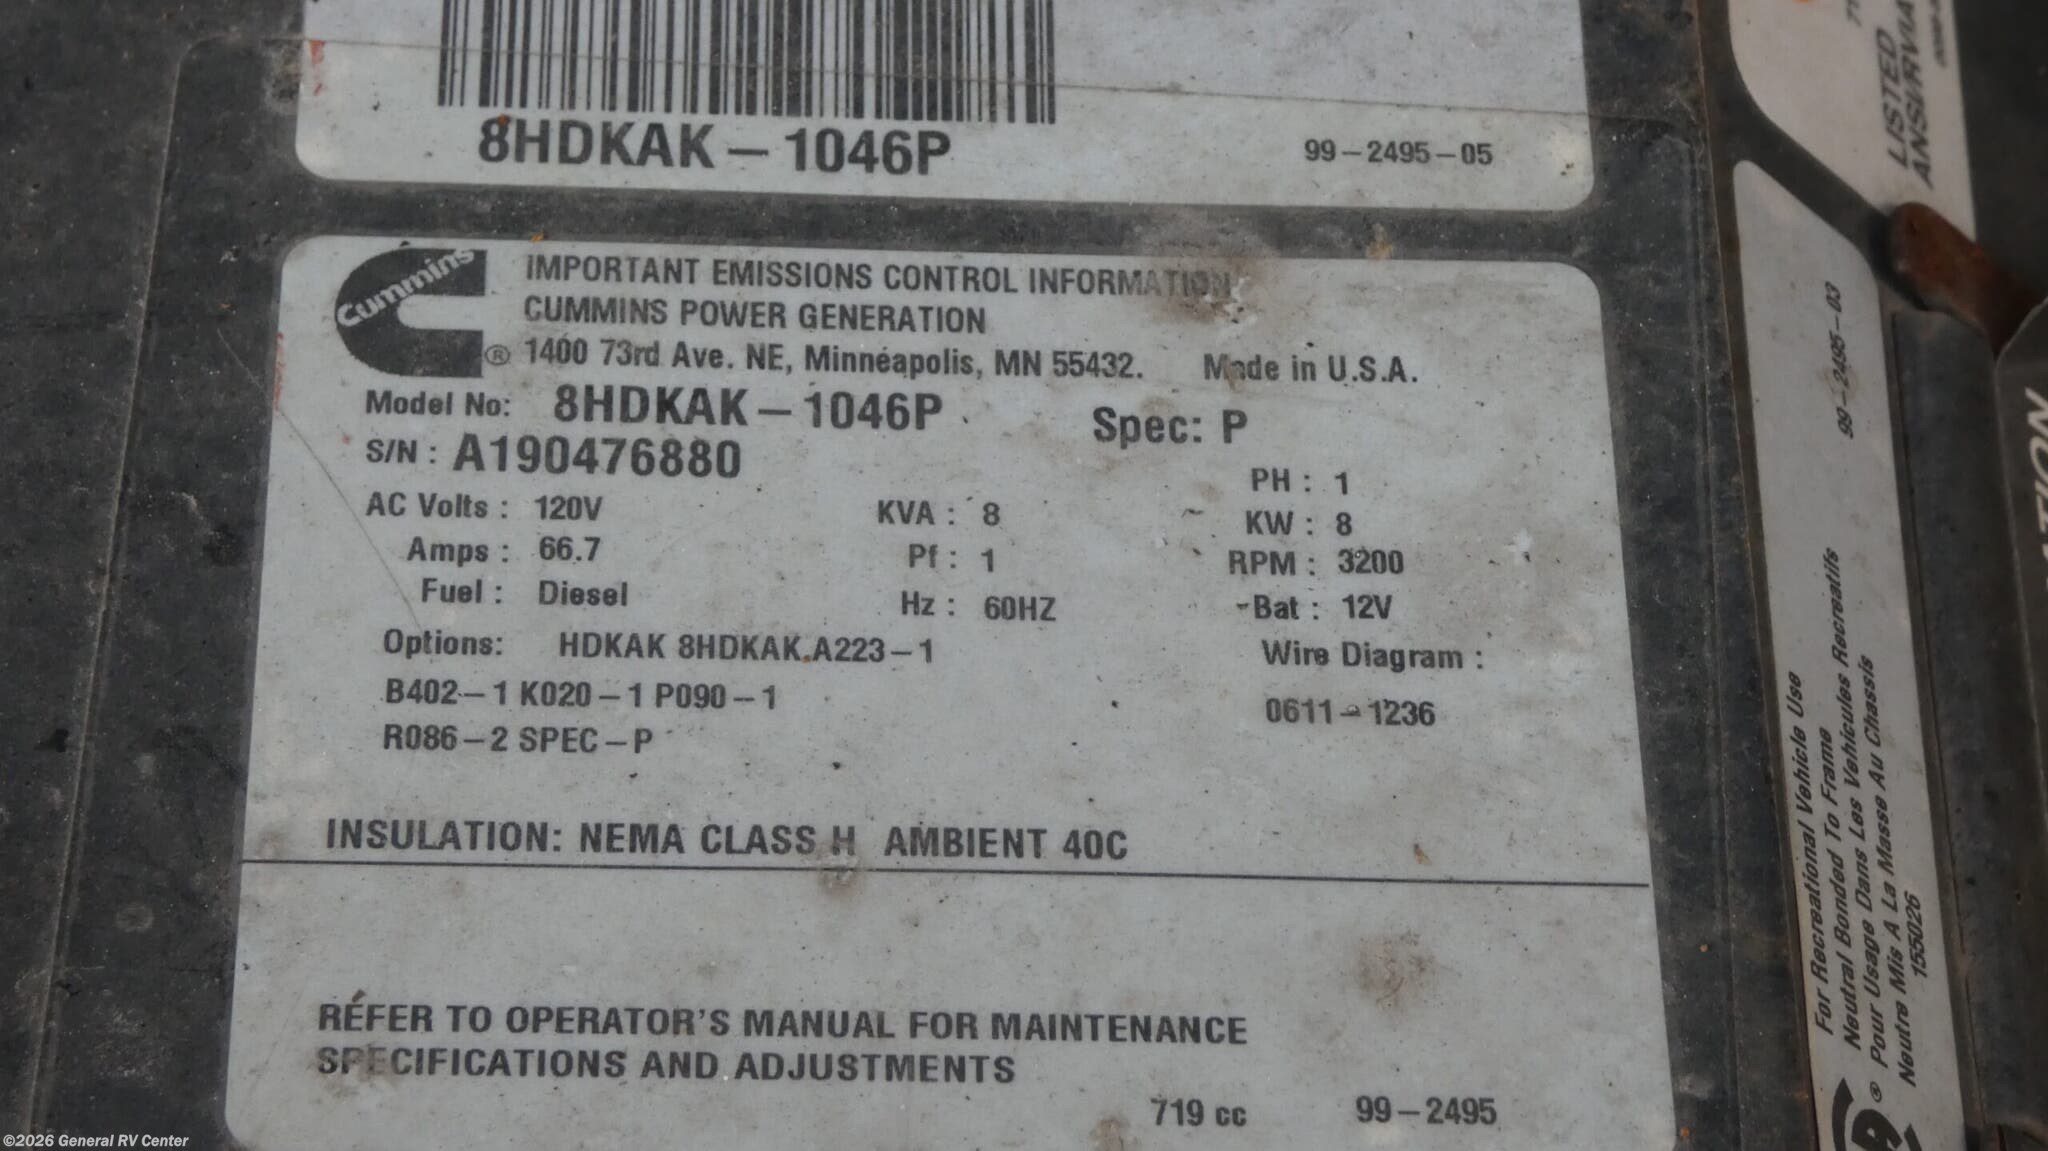 8HDKAK – 1046P
99 – 2495 – 05
Cummins
IMPORTANT EMISSIONS CONTROL INFORMATION
CUMMINS POWER GENERATION
® 1400 73rd Ave. NE, Minneapolis, MN 55432. Made in U.S.A.
Model No: 8HDKAK – 1046P Spec: P
S/N : A190476880
PH : 1
AC Volts : 120V KVA : 8 KW : 8
Amps : 66.7 Pf : 1 RPM : 3200
Fuel : Diesel Hz : 60HZ Bat : 12V
Options: HDKAK 8HDKAK.A223 – 1 Wire Diagram :
B402 – 1 K020 – 1 P090 – 1 0611 – 1236
R086 – 2 SPEC – P
INSULATION: NEMA CLASS H AMBIENT 40C
REFER TO OPERATOR'S MANUAL FOR MAINTENANCE
SPECIFICATIONS AND ADJUSTMENTS
719 cc 99 – 2495
LISTED
99 – 2495 – 03
For Recreational Vehicle Use
Neutral Bonded To Frame
® Pour Usage Dans Les Vehicules Recreatifs
Neutre Mis A La Masse Au Chassis
155026
©2026 General RV Center